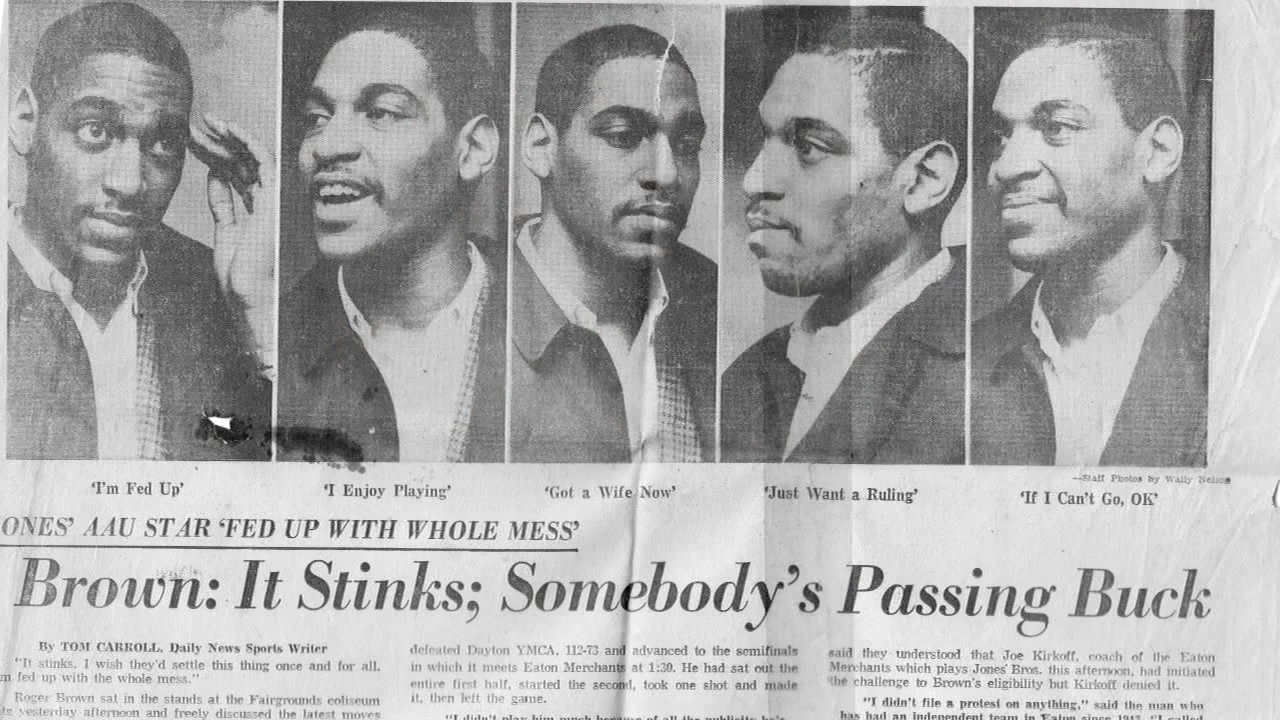 'I'm Fed Up'
'I Enjoy Playing'
'Got a Wife Now'
'Just Want a Ruling'
—Staff Photos by Wally Nelson
'If I Can't Go, OK'
ONES' AAU STAR 'FED UP WITH WHOLE MESS'
Brown: It Stinks; Somebody's Passing Buck
By TOM CARROLL, Daily News Sports Writer
"It stinks. I wish they'd settle this thing once and for all,
m fed up with the whole mess."
Roger Brown sat in the stands at the Fairgrounds coliseum
te yesterday afternoon and freely discussed the latest moves
defeated Dayton YMCA, 112-73 and advanced to the semifinals
in which it meets Eaton Merchants at 1:30. He had sat out the
entire first half, started the second, took one shot and made
it, then left the game.
"I didn't play him much because of all the publicity he's
said they understood that Joe Kirkoff, coach of the Eaton
Merchants which plays Jones' Bros. this afternoon, had initiated
the challenge to Brown's eligibility but Kirkoff denied it.
"I didn't file a protest on anything," said the man who
has had an independent team in Eaton since